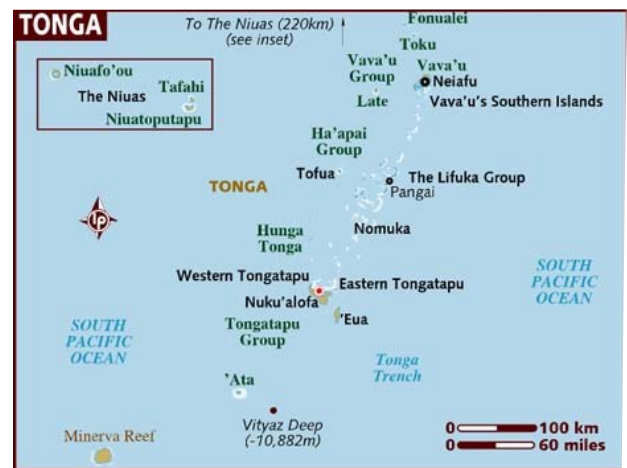 TONGA
To The Niuas (220km)
(see inset)
Fonualei
Toku
Vava'u
Group
Vava'u
Neiafu
Late
Vava'u's Southern Islands
Niuafo'ou
The Niuas
Tafahi
Niuatoputapu
Ha'apai
Group
Tofua
The Lifuka Group
Pangai
TONGA
lp
Nomuka
Hunga
Tonga
Western Tongatapu
Eastern Tongatapu
Nuku'alofa
'Eua
SOUTH
PACIFIC
OCEAN
SOUTH
PACIFIC
OCEAN
Tongatapu
Group
Tonga
Trench
'Ata
Vityaz Deep
(-10,882m)
Minerva Reef
0 100 km
0 60 miles